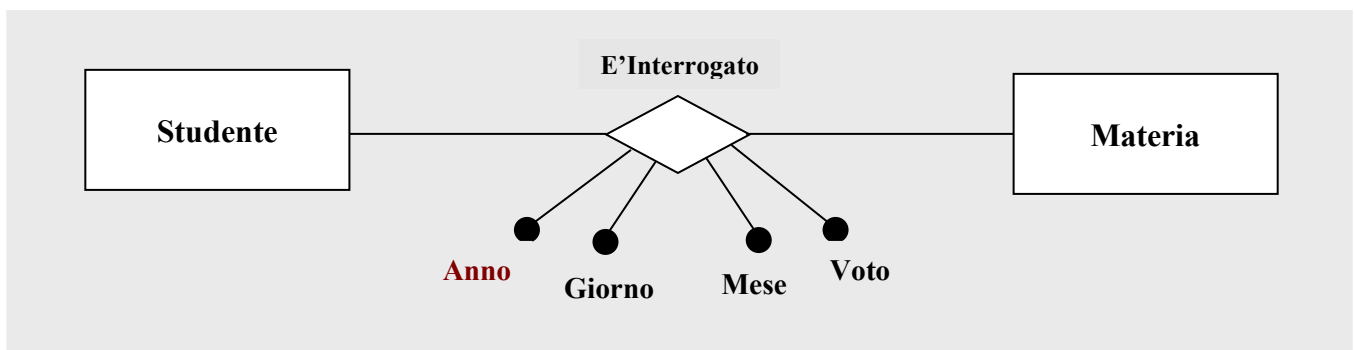 E'Interrogato
Studente
Materia
Anno
Giorno
Mese
Voto